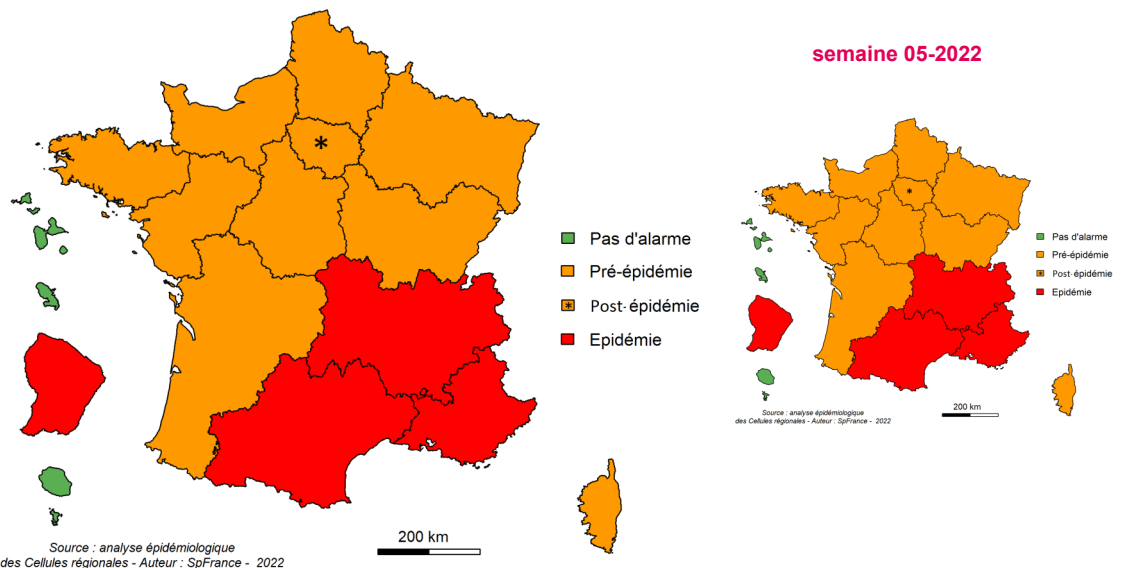 *
Pas d'alarme
Pré-épidémie
* Post-épidémie
Epidémie
200 km
Source : analyse épidémiologique
des Cellules régionales - Auteur : SpFrance - 2022
semaine 05-2022
*
Pas d'alarme
Pré-épidémie
* Post-épidémie
Epidémie
200 km
Source : analyse épidémiologique
des Cellules régionales - Auteur : SpFrance - 2022